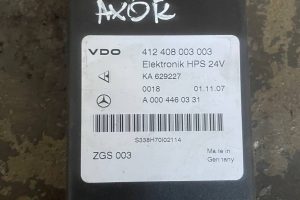 AXOR
VDO 412 408 003 003
Elektronik HPS 24V
KA 629227
0018 01.11.07
A 000 446 03 31
S338H70I02114
ZGS 003 Made in
Germany